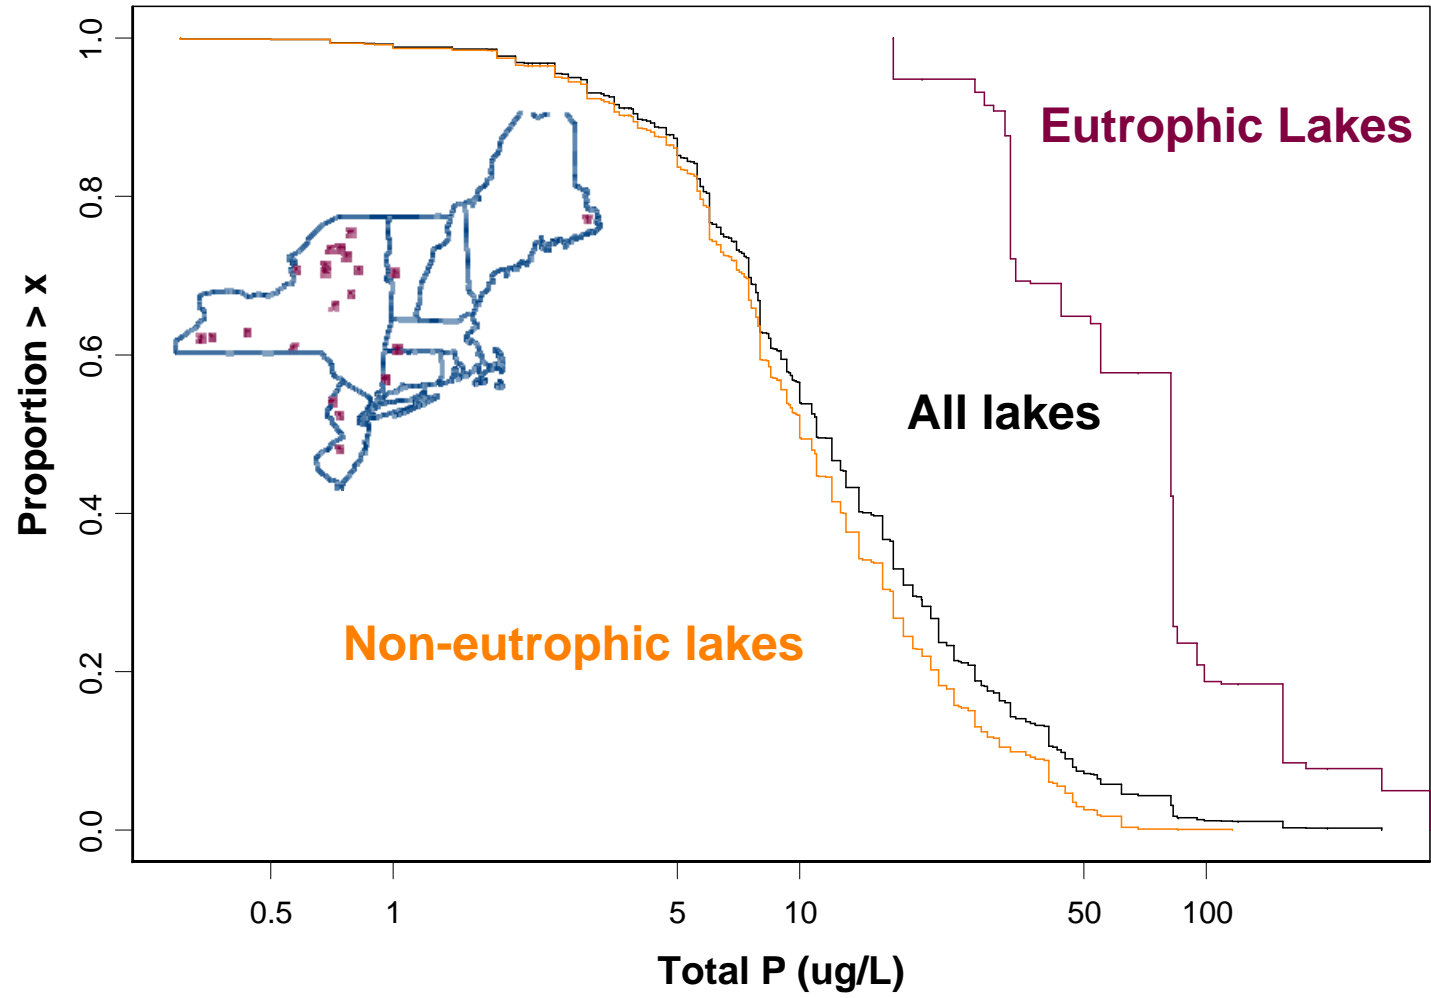 Eutrophic Lakes
All lakes
Non-eutrophic lakes
Proportion > x
1.0
0.8
0.6
0.4
0.2
0.0
0.5 1 5 10 50 100
Total P (ug/L)